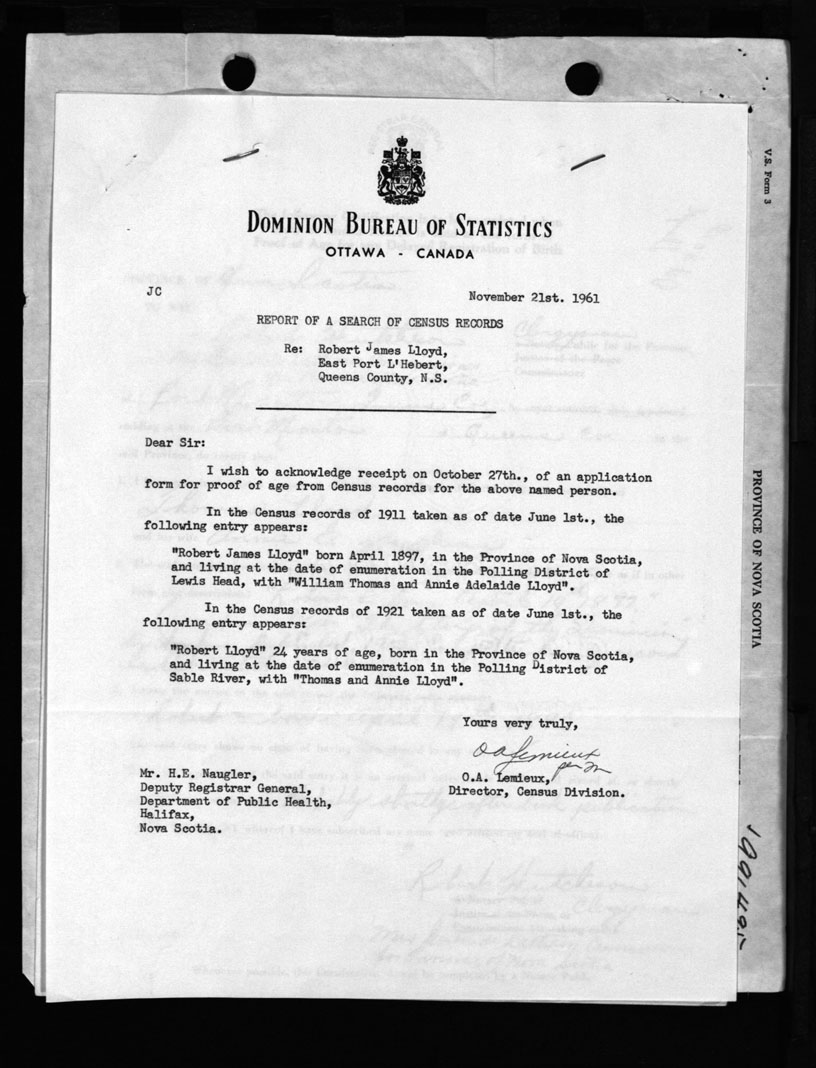 DOMINION BUREAU OF STATISTICS
OTTAWA - CANADA
JC
November 21st. 1961
REPORT OF A SEARCH OF CENSUS RECORDS
Re: Robert James Lloyd,
East Port L'Hebert,
Queens County, N.S.
Dear Sir:
I wish to acknowledge receipt on October 27th., of an application
form for proof of age from Census records for the above named person.
In the Census records of 1911 taken as of date June 1st., the
following entry appears:
"Robert James Lloyd" born April 1897, in the Province of Nova Scotia,
and living at the date of enumeration in the Polling District of
Lewis Head, with "William Thomas and Annie Adelaide Lloyd".
In the Census records of 1921 taken as of date June 1st., the
following entry appears:
"Robert Lloyd" 24 years of age, born in the Province of Nova Scotia,
and living at the date of enumeration in the Polling District of
Sable River, with "Thomas and Annie Lloyd".
Yours very truly,
O A Lemieux
per
O.A. Lemieux,
Director, Census Division.
Mr. H.E. Naugler,
Deputy Registrar General,
Department of Public Health,
Halifax,
Nova Scotia.
V.S. Form 3
PROVINCE OF NOVA SCOTIA